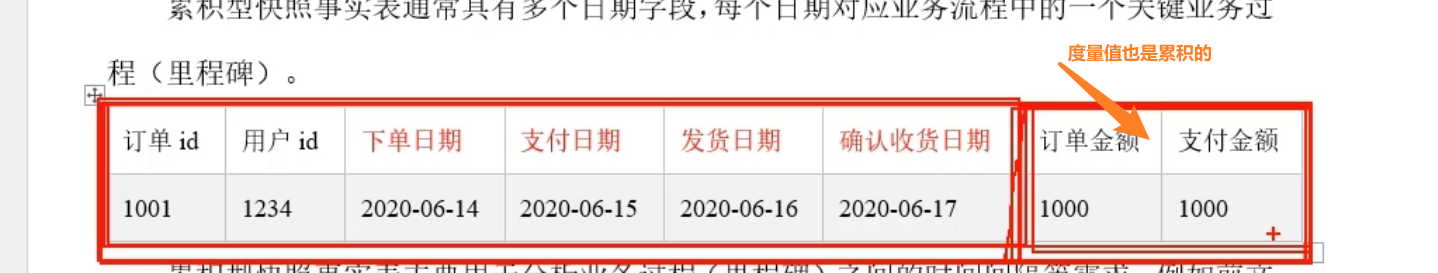 累积型快照事实表通常具有多个日期字段，每个日期对应业务流程中的一个关键业务过
程（里程碑）。
度量值也是累积的
订单 id 用户 id 下单日期 支付日期 发货日期 确认收货日期 订单金额 支付金额
1001 1234 2020-06-14 2020-06-15 2020-06-16 2020-06-17 1000 1000